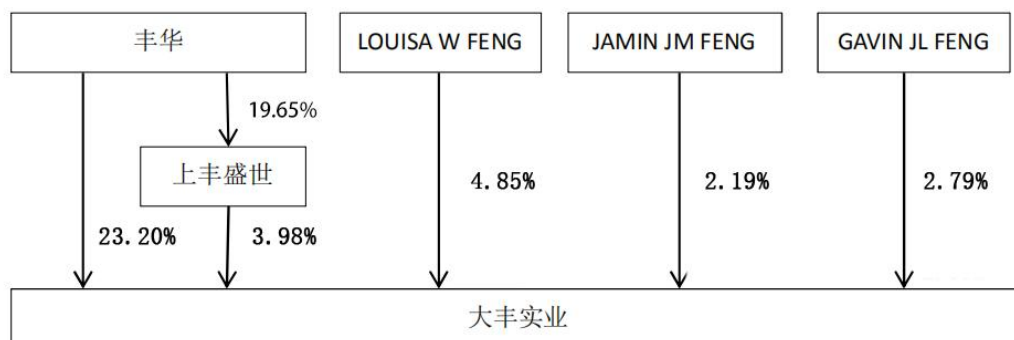 丰华
LOUISA W FENG
JAMIN JM FENG
GAVIN JL FENG
19.65%
上丰盛世
4.85%
2.19%
2.79%
23.20%
3.98%
大丰实业